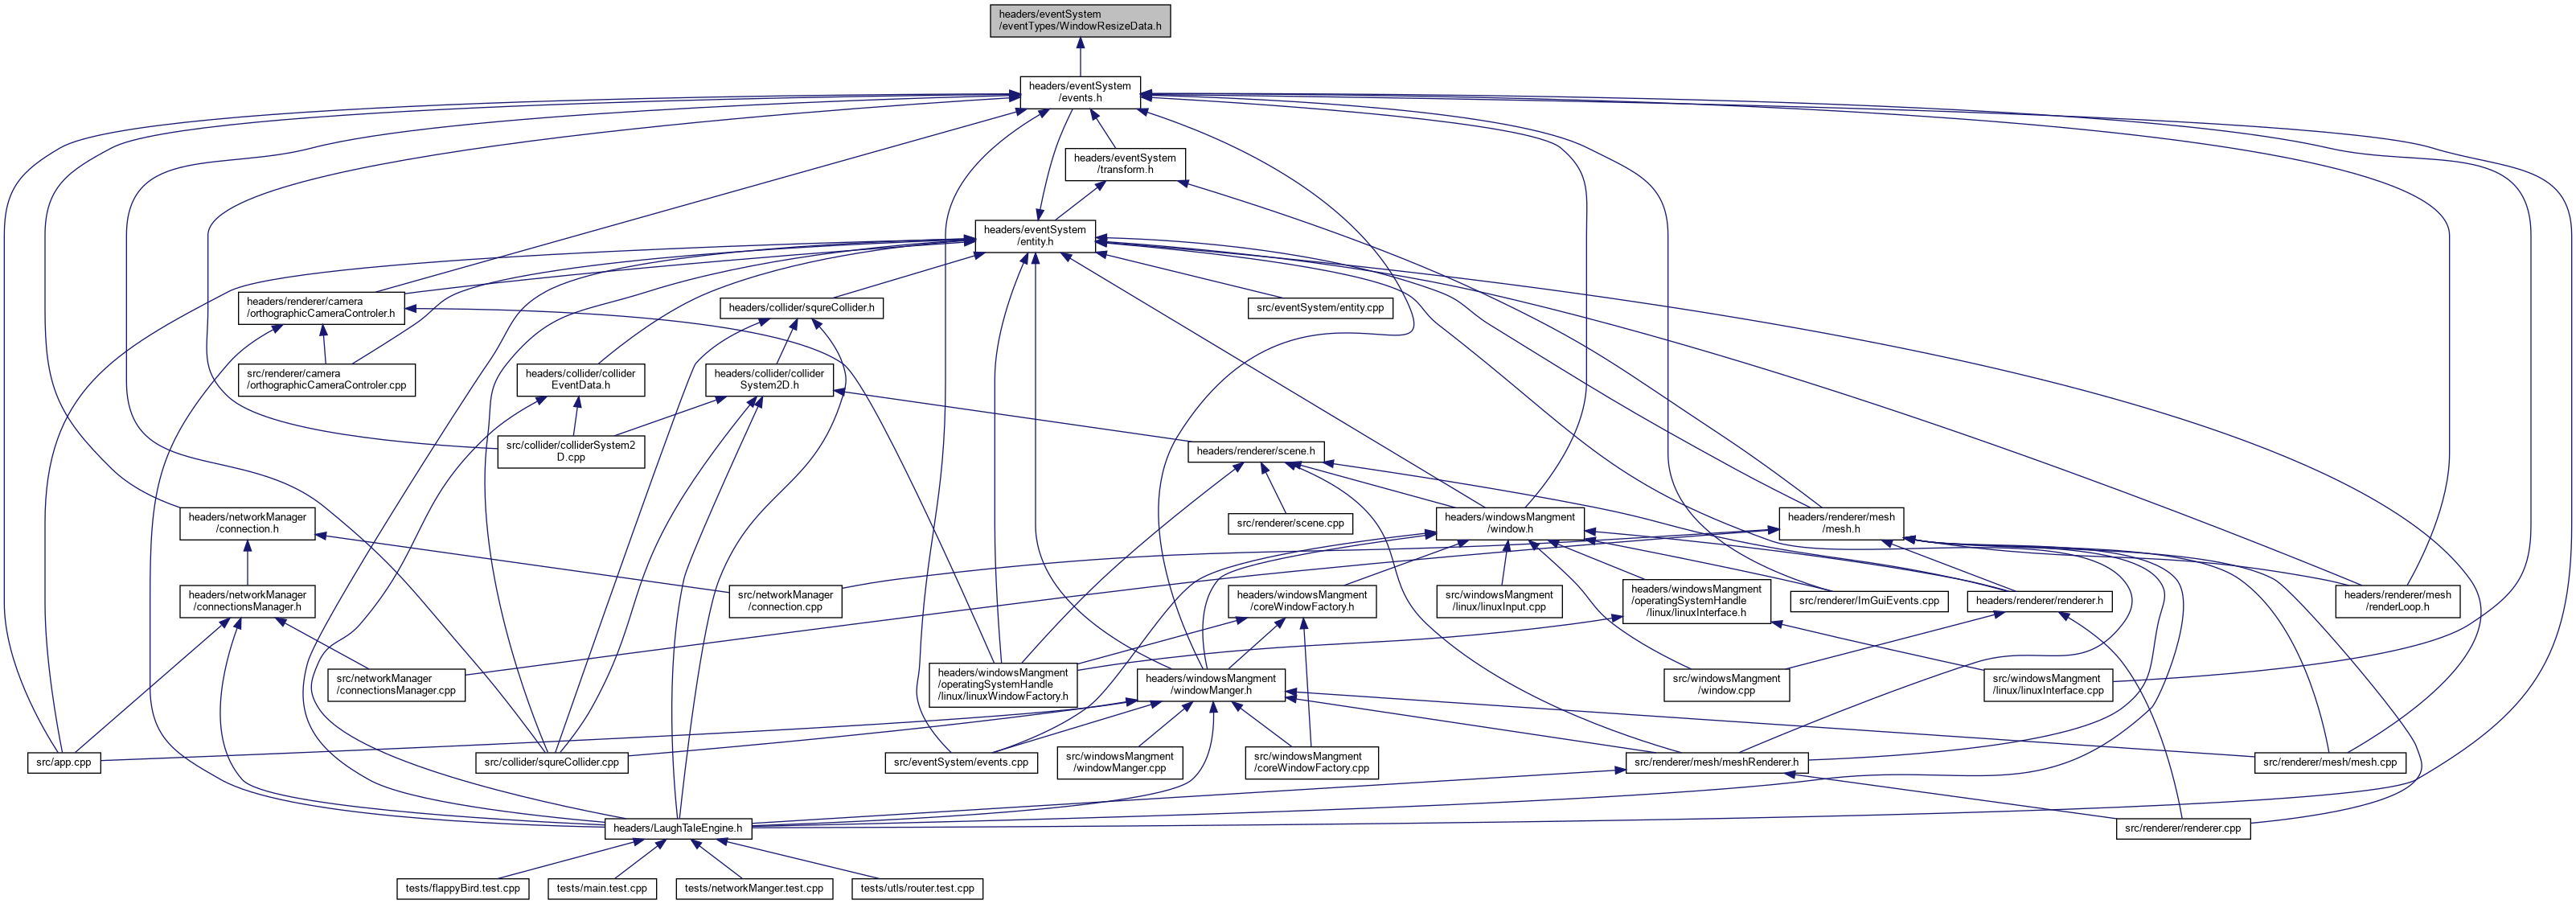 headers/eventSystem
/eventTypes/WindowResizeData.h
headers/eventSystem
/events.h
headers/eventSystem
/transform.h
headers/eventSystem
/entity.h
headers/renderer/camera
/orthographicCameraControler.h
headers/collider/squreCollider.h
src/eventSystem/entity.cpp
src/renderer/camera
/orthographicCameraControler.cpp
headers/collider/collider
EventData.h
headers/collider/collider
System2D.h
src/collider/colliderSystem2
D.cpp
headers/renderer/scene.h
headers/networkManager
/connection.h
src/renderer/scene.cpp
headers/windowsMangment
/window.h
headers/renderer/mesh
/mesh.h
headers/networkManager
/connectionsManager.h
src/networkManager
/connection.cpp
headers/windowsMangment
/coreWindowFactory.h
src/windowsMangment
/linux/linuxInput.cpp
headers/windowsMangment
/operatingSystemHandle
/linux/linuxInterface.h
src/renderer/ImGuiEvents.cpp
headers/renderer/renderer.h
headers/renderer/mesh
/renderLoop.h
src/networkManager
/connectionsManager.cpp
headers/windowsMangment
/operatingSystemHandle
/linux/linuxWindowFactory.h
headers/windowsMangment
/windowManger.h
src/windowsMangment
/window.cpp
src/windowsMangment
/linux/linuxInterface.cpp
src/app.cpp
src/collider/squreCollider.cpp
src/eventSystem/events.cpp
src/windowsMangment
/windowManger.cpp
src/windowsMangment
/coreWindowFactory.cpp
src/renderer/mesh/meshRenderer.h
src/renderer/mesh/mesh.cpp
headers/LaughTaleEngine.h
src/renderer/renderer.cpp
tests/flappyBird.test.cpp
tests/main.test.cpp
tests/networkManger.test.cpp
tests/utls/router.test.cpp